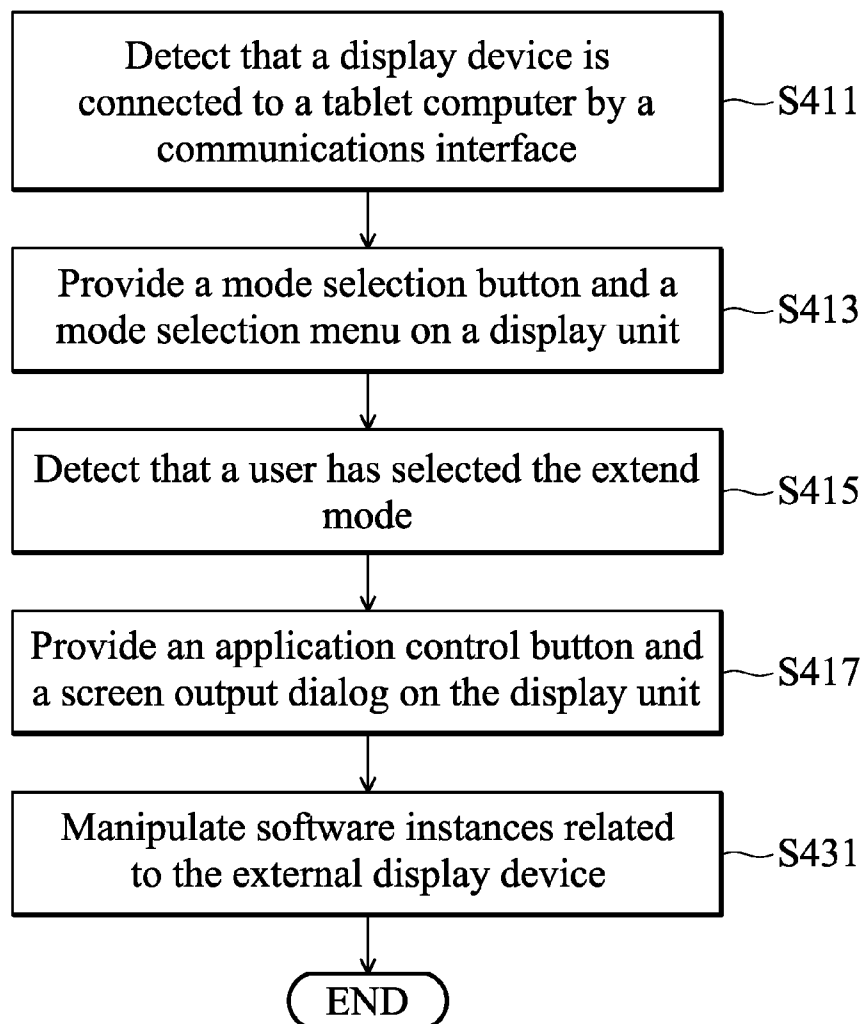 Detect that a display device is
connected to a tablet computer by a
communications interface
S411
Provide a mode selection button and a
mode selection menu on a display unit
S413
Detect that a user has selected the extend
mode
S415
Provide an application control button and
a screen output dialog on the display unit
S417
Manipulate software instances related
to the external display device
S431
END